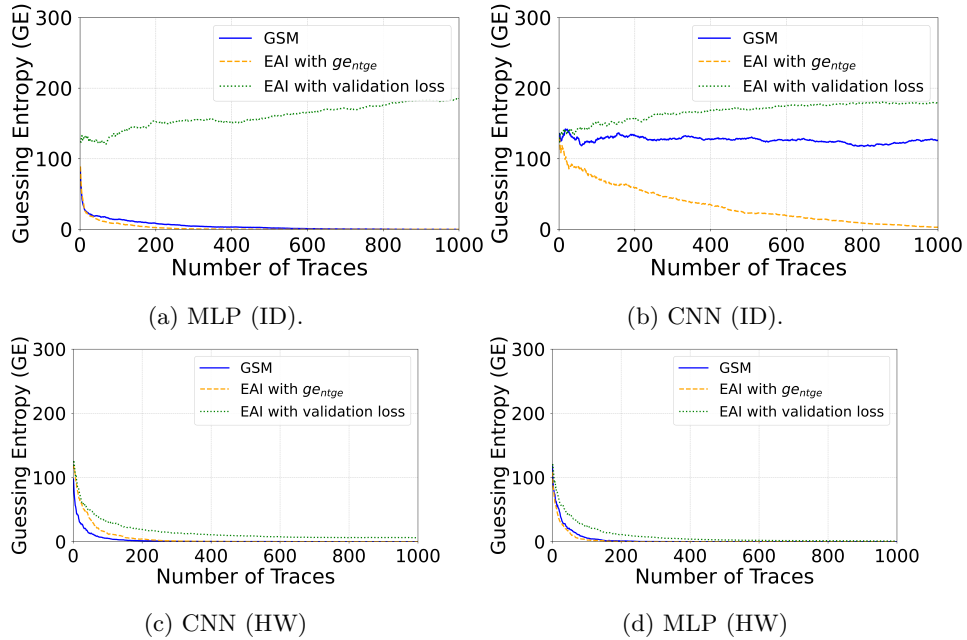 Guessing Entropy (GE)
300
200
100
0
GSM
EAI with ge_ntge
EAI with validation loss
0 200 400 600 800 1000
Number of Traces
(a) MLP (ID).
Guessing Entropy (GE)
300
200
100
0
GSM
EAI with ge_ntge
EAI with validation loss
0 200 400 600 800 1000
Number of Traces
(b) CNN (ID).
Guessing Entropy (GE)
300
200
100
0
GSM
EAI with ge_ntge
EAI with validation loss
0 200 400 600 800 1000
Number of Traces
(c) CNN (HW)
Guessing Entropy (GE)
300
200
100
0
GSM
EAI with ge_ntge
EAI with validation loss
0 200 400 600 800 1000
Number of Traces
(d) MLP (HW)